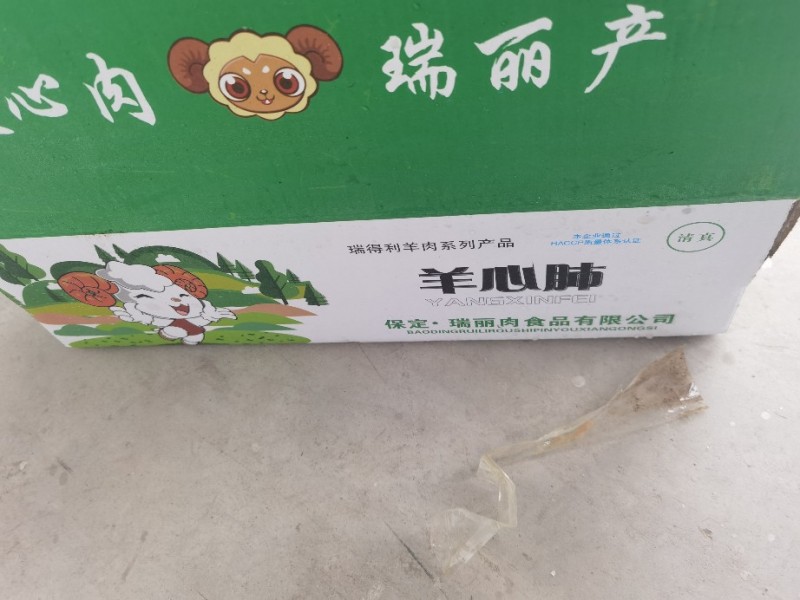 心肉 瑞丽产
瑞得利羊肉系列产品
本企业通过
HACCP质量体系认证
清真
羊心肺
YANGXINFEI
保定·瑞丽肉食品有限公司
BAODINGRUILIROUSHIPINYOUXIANGONGSI